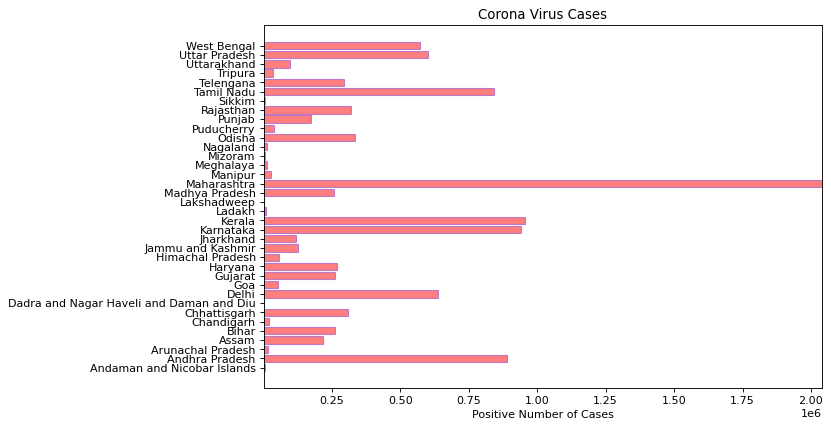 Corona Virus Cases
West Bengal
Uttar Pradesh
Uttarakhand
Tripura
Telengana
Tamil Nadu
Sikkim
Rajasthan
Punjab
Puducherry
Odisha
Nagaland
Mizoram
Meghalaya
Manipur
Maharashtra
Madhya Pradesh
Lakshadweep
Ladakh
Kerala
Karnataka
Jharkhand
Jammu and Kashmir
Himachal Pradesh
Haryana
Gujarat
Goa
Delhi
Dadra and Nagar Haveli and Daman and Diu
Chhattisgarh
Chandigarh
Bihar
Assam
Arunachal Pradesh
Andhra Pradesh
Andaman and Nicobar Islands
0.25 0.50 0.75 1.00 1.25 1.50 1.75 2.00
1e6
Positive Number of Cases